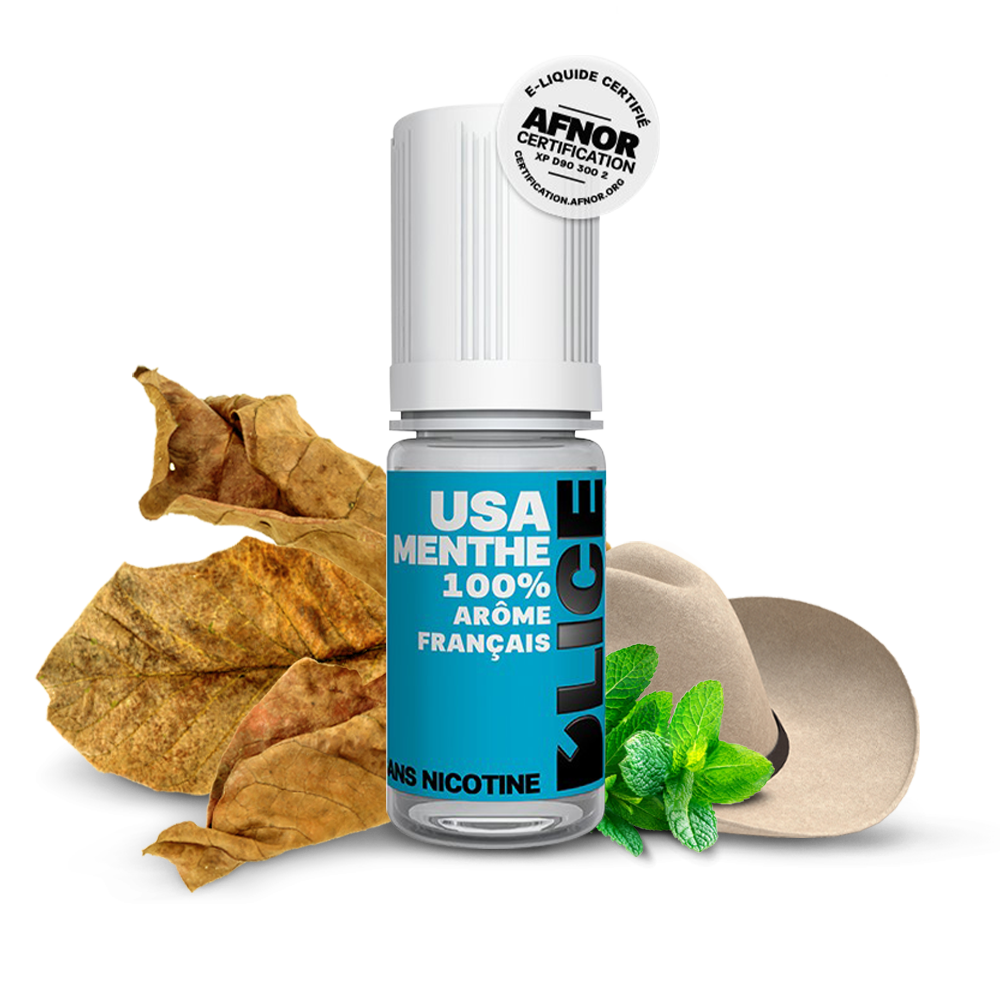 E-LIQUIDE CERTIFIÉ
AFNOR
CERTIFICATION
XP D90 300 2
CERTIFICATION.AFNOR.ORG
USA
MENTHE
100%
ARÔME
FRANÇAIS
ANS NICOTINE
D'LICE